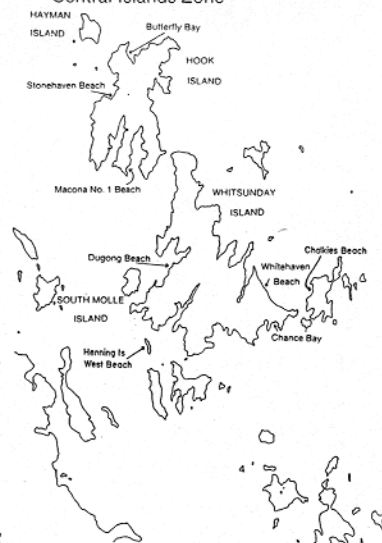 Central Islands Zone
HAYMAN
ISLAND
Butterfly Bay
HOOK
ISLAND
Stonehaven Beach
Macona No. 1 Beach
WHITSUNDAY
ISLAND
Chalkies Beach
Dugong Beach
Whitehaven
Beach
SOUTH MOLLE
ISLAND
Chance Bay
Henning Is
West Beach